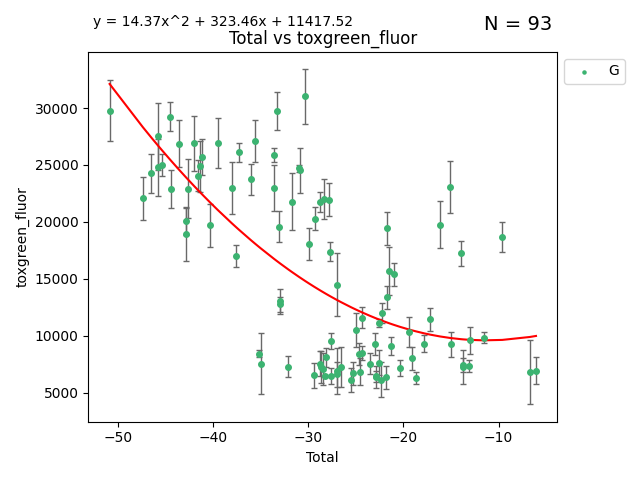 y = 14.37x^2 + 323.46x + 11417.52
N = 93
Total vs toxgreen_fluor
G
toxgreen_fluor
30000
25000
20000
15000
10000
5000
−50 −40 −30 −20 −10
Total